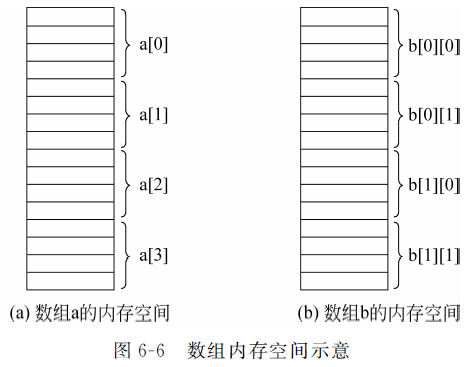 a[0]
a[1]
a[2]
a[3]
(a) 数组a的内存空间
b[0][0]
b[0][1]
b[1][0]
b[1][1]
(b) 数组b的内存空间
图 6-6 数组内存空间示意